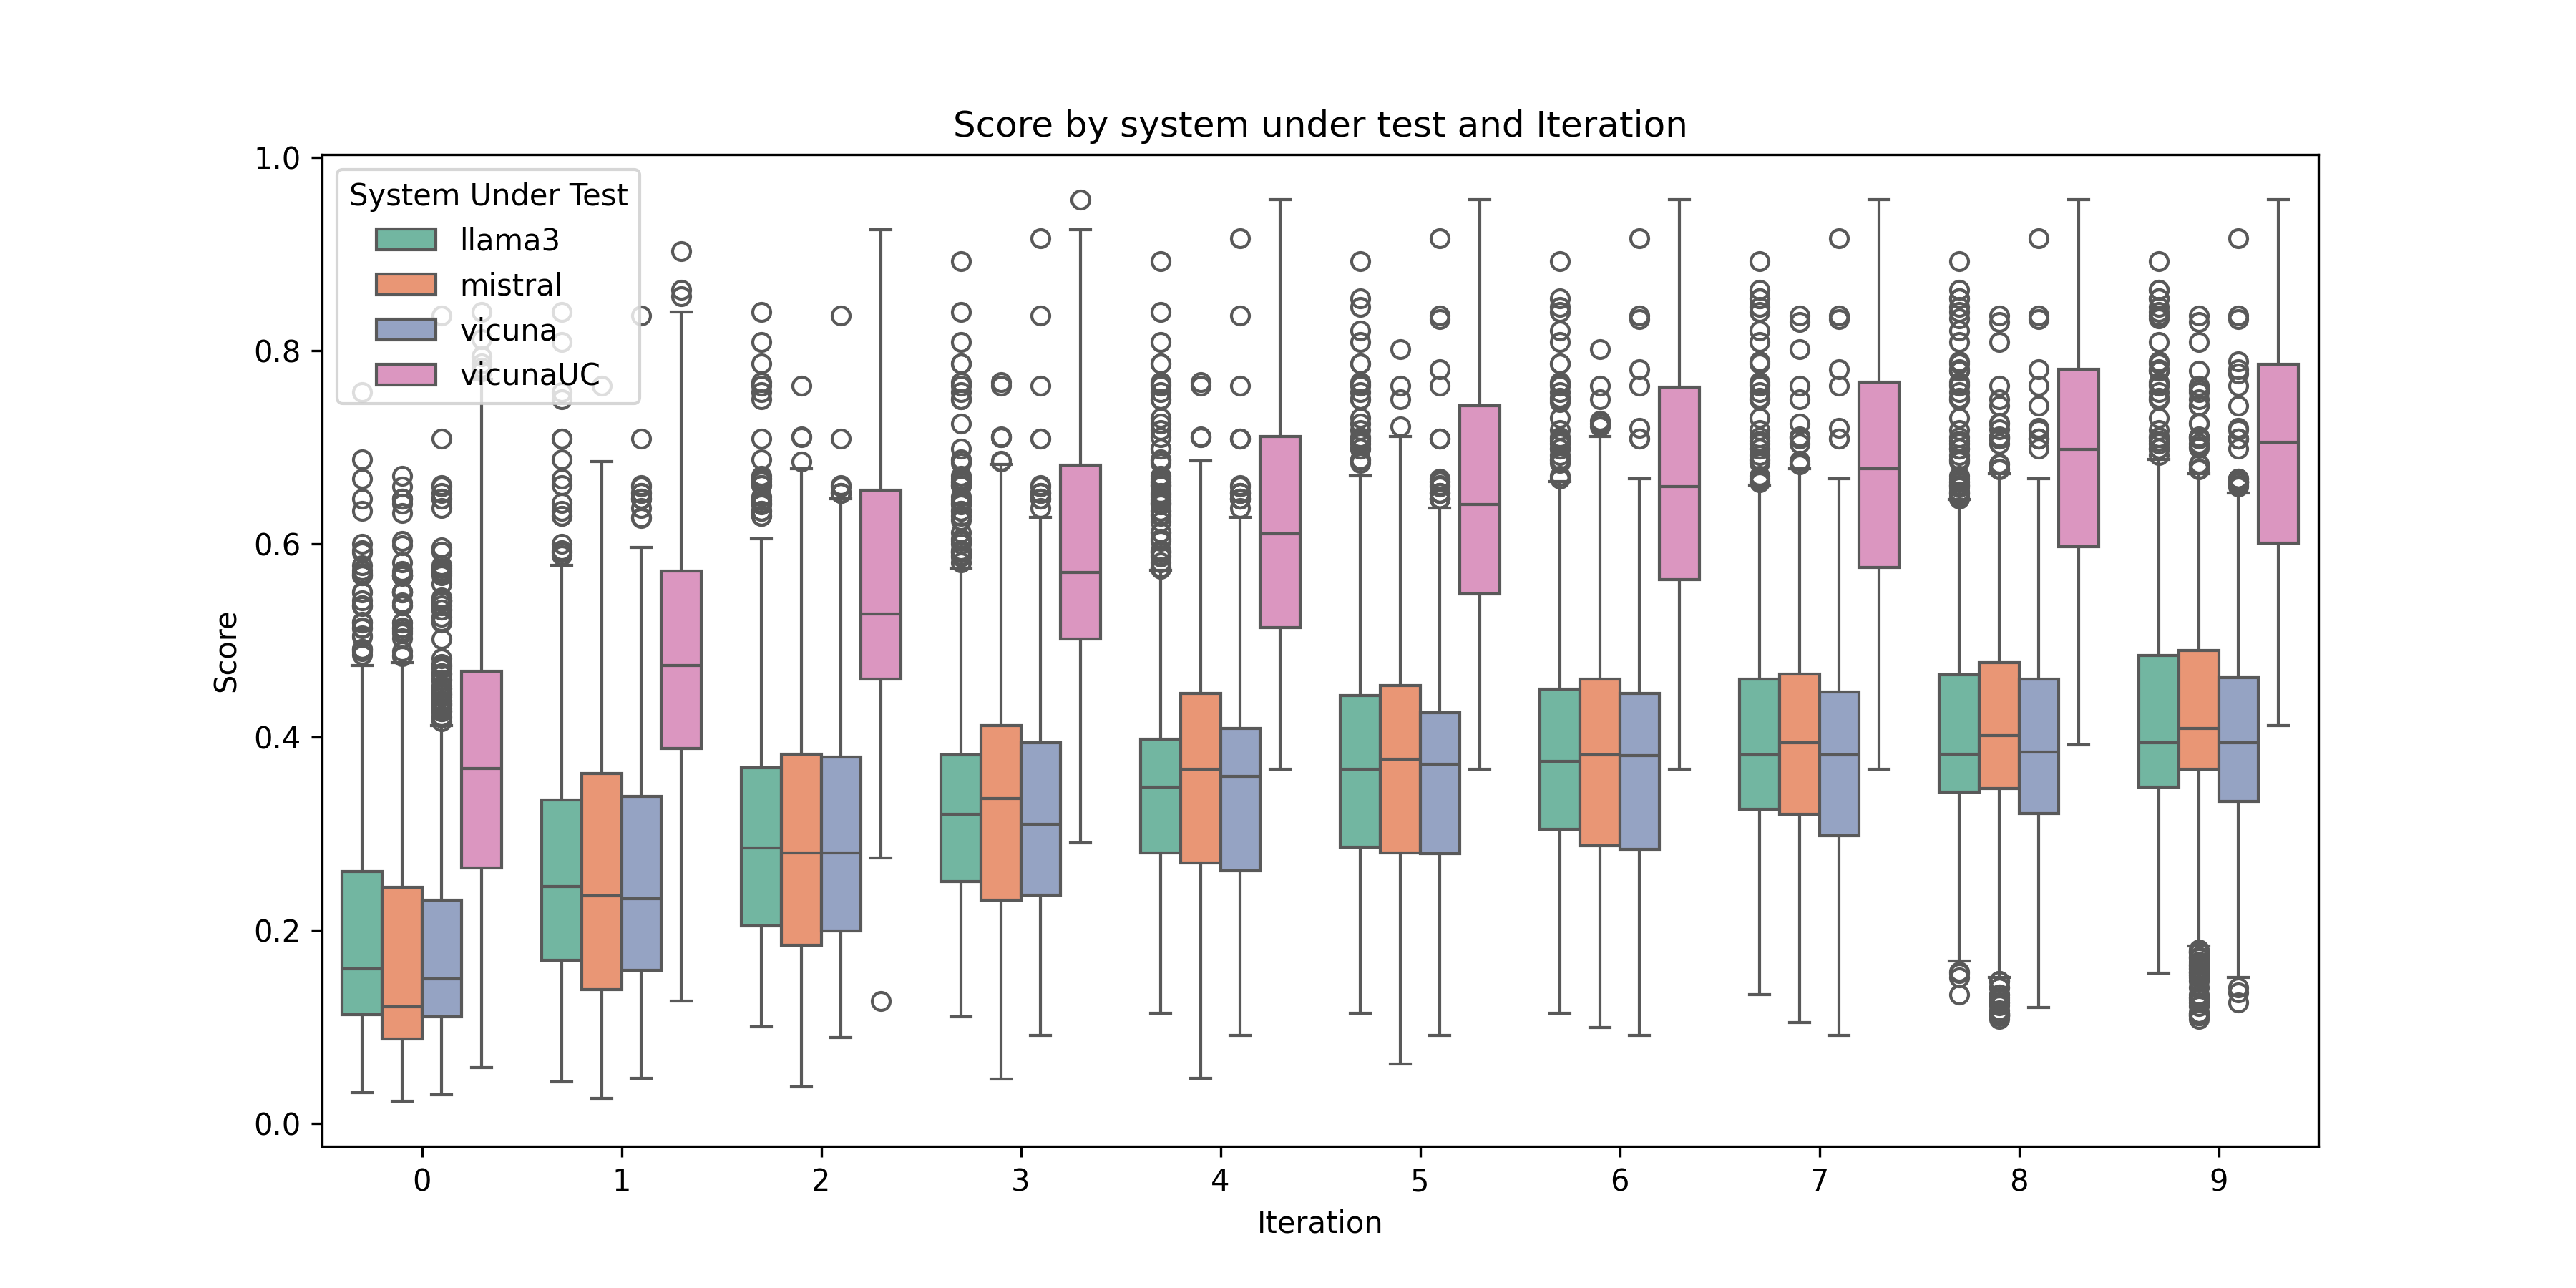 Score by system under test and Iteration
System Under Test
llama3
mistral
vicuna
vicunaUC
Score
1.0
0.8
0.6
0.4
0.2
0.0
0 1 2 3 4 5 6 7 8 9
Iteration